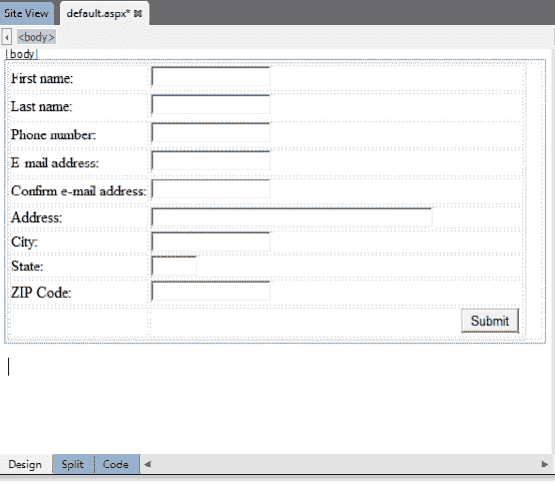 Site View default.aspx*
<body>
body
First name:
Last name:
Phone number:
E mail address:
Confirm e-mail address:
Address:
City:
State:
ZIP Code:
Submit
Design Split Code